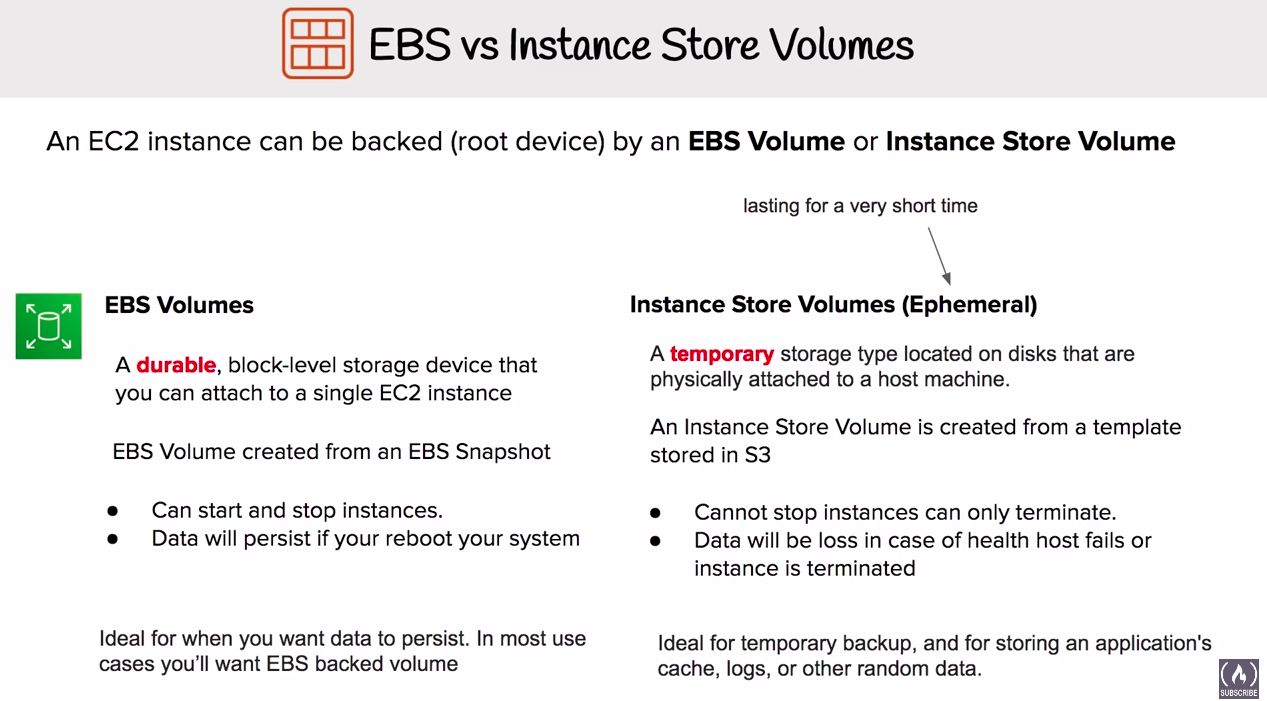 EBS vs Instance Store Volumes
An EC2 instance can be backed (root device) by an EBS Volume or Instance Store Volume
lasting for a very short time
EBS Volumes
A durable, block-level storage device that
you can attach to a single EC2 instance
EBS Volume created from an EBS Snapshot
● Can start and stop instances.
● Data will persist if your reboot your system
Ideal for when you want data to persist. In most use
cases you’ll want EBS backed volume
Instance Store Volumes (Ephemeral)
A temporary storage type located on disks that are
physically attached to a host machine.
An Instance Store Volume is created from a template
stored in S3
● Cannot stop instances can only terminate.
● Data will be loss in case of health host fails or
instance is terminated
Ideal for temporary backup, and for storing an application's
cache, logs, or other random data.
SUBSCRIBE